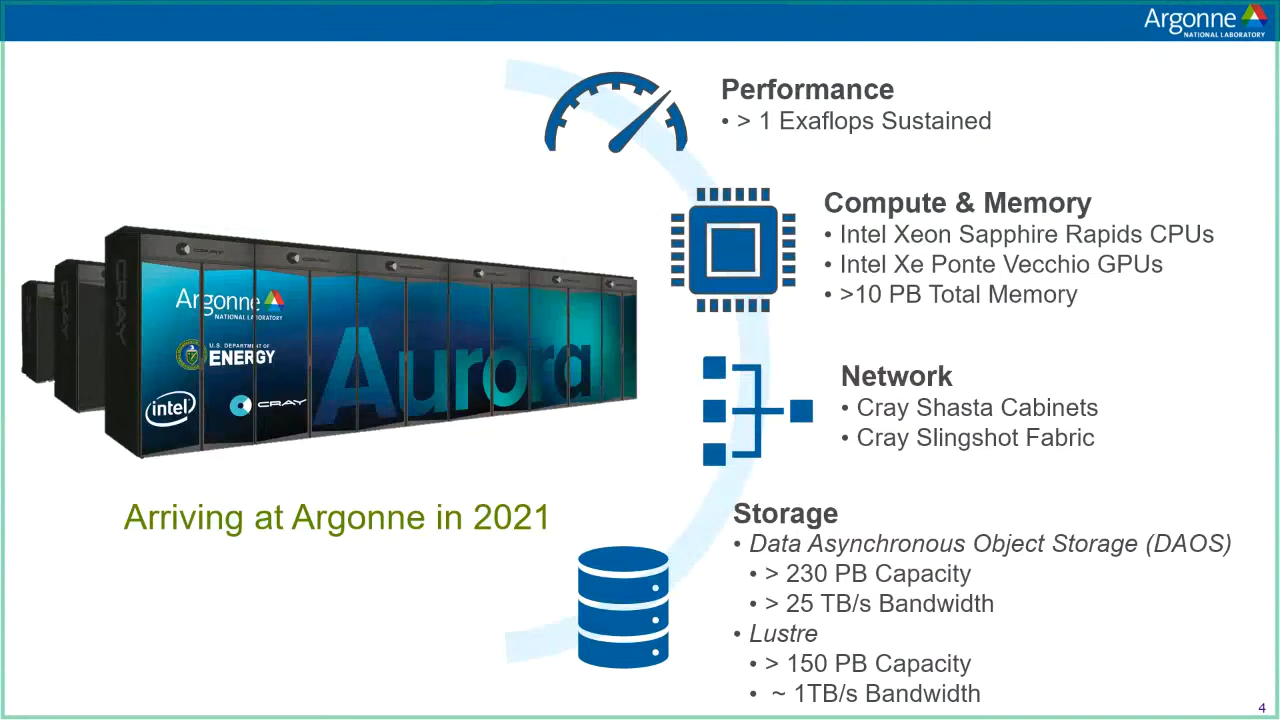 Argonne
NATIONAL LABORATORY
Performance
• > 1 Exaflops Sustained
Compute & Memory
• Intel Xeon Sapphire Rapids CPUs
• Intel Xe Ponte Vecchio GPUs
• >10 PB Total Memory
CRAY
Argonne
NATIONAL LABORATORY
U.S. DEPARTMENT OF
ENERGY
intel
CRAY
Aurora
Network
• Cray Shasta Cabinets
• Cray Slingshot Fabric
Arriving at Argonne in 2021
Storage
• Data Asynchronous Object Storage (DAOS)
• > 230 PB Capacity
• > 25 TB/s Bandwidth
• Lustre
• > 150 PB Capacity
• ~ 1TB/s Bandwidth
4